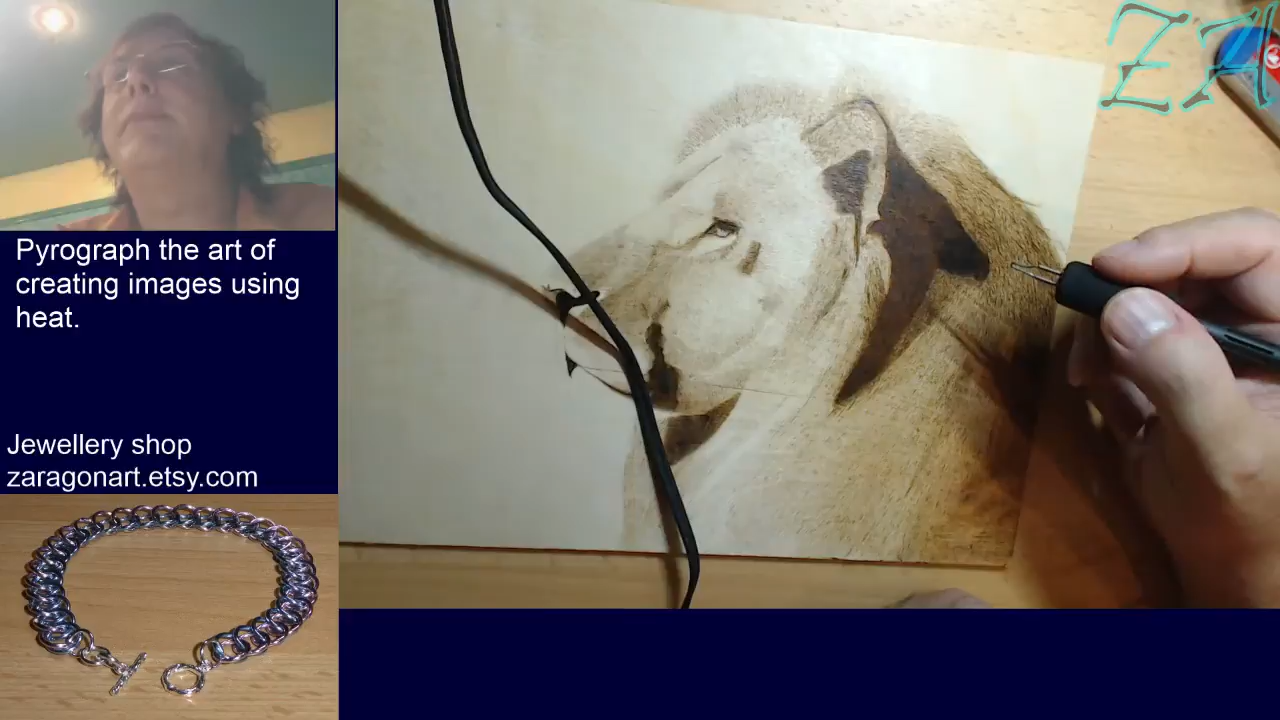 Pyrograph the art of
creating images using
heat.
Jewellery shop
zaragonart.etsy.com
ZA